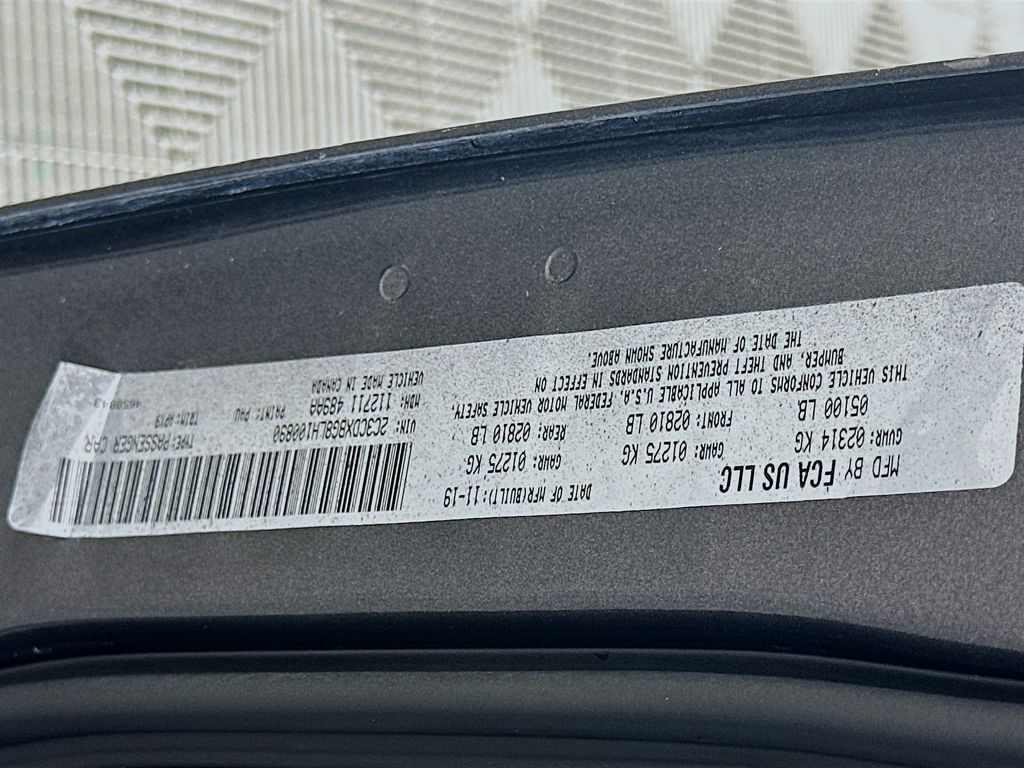 MFD BY FCA US LLC
DATE OF MFR(BUILT): 11-19
GVWR: 02314 KG
05100 LB
GAWR: 01275 KG
FRONT: 02810 LB
GAWR: 01275 KG
REAR: 02810 LB
THIS VEHICLE CONFORMS TO ALL APPLICABLE U.S.A. FEDERAL MOTOR VEHICLE SAFETY,
BUMPER, AND THEFT PREVENTION STANDARDS IN EFFECT ON
THE DATE OF MANUFACTURE SHOWN ABOVE.
VIN: 2C3CDXBG8LH100830
TYPE: PASSENGER CAR
MDH: 112711 489AA
PAINT: PAU
VEHICLE MADE IN CANADA